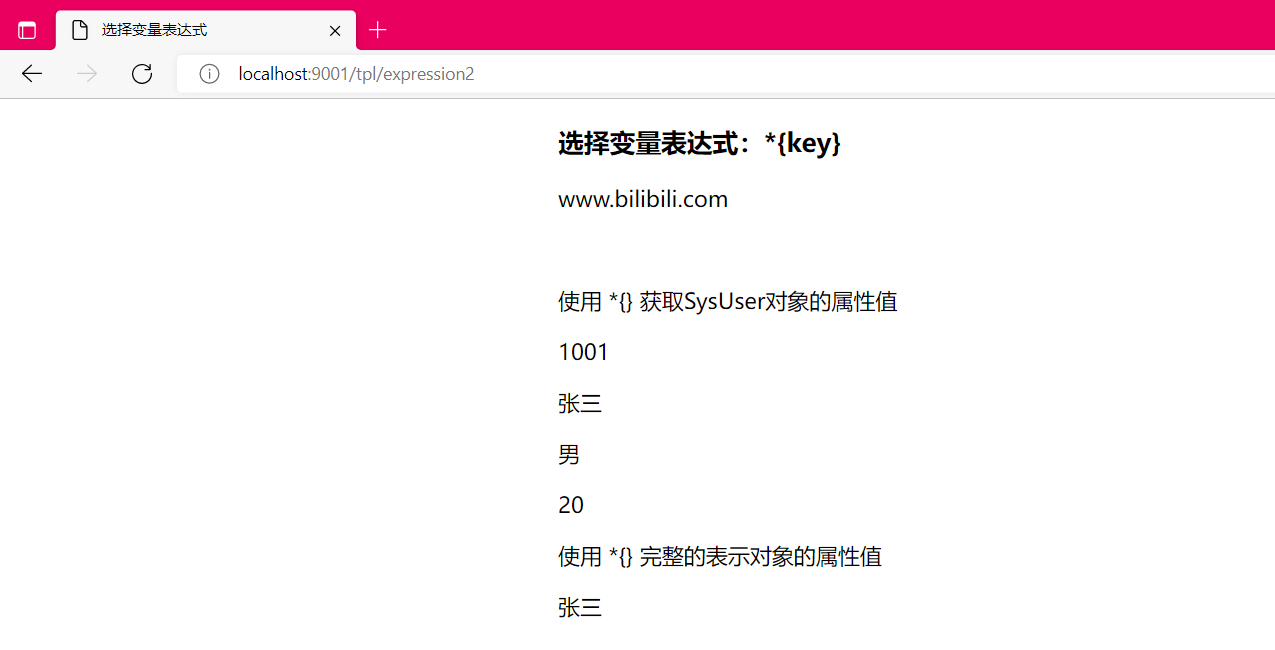 选择变量表达式
localhost:9001/tpl/expression2
选择变量表达式：*{key}
www.bilibili.com
使用 *{} 获取SysUser对象的属性值
1001
张三
男
20
使用 *{} 完整的表示对象的属性值
张三